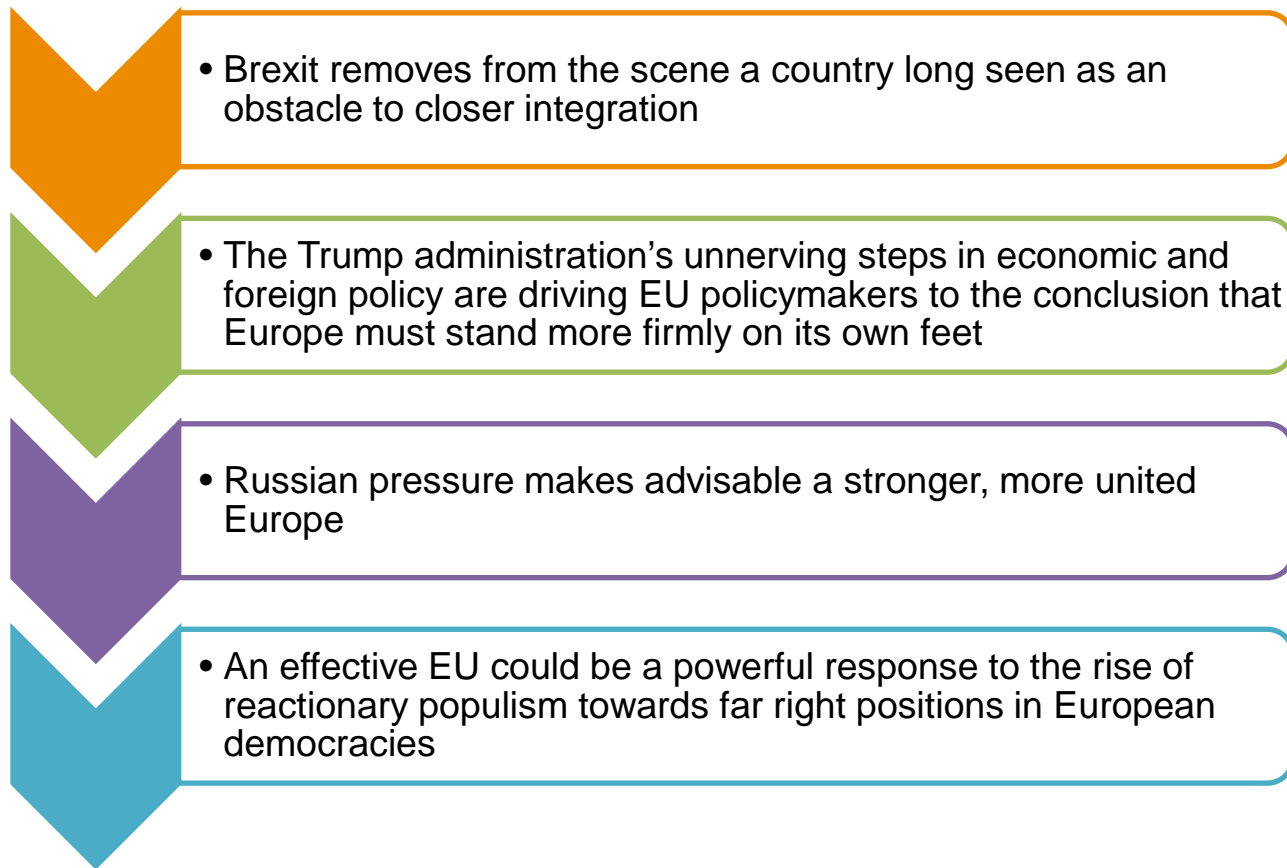 • Brexit removes from the scene a country long seen as an
obstacle to closer integration
• The Trump administration’s unnerving steps in economic and
foreign policy are driving EU policymakers to the conclusion that
Europe must stand more firmly on its own feet
• Russian pressure makes advisable a stronger, more united
Europe
• An effective EU could be a powerful response to the rise of
reactionary populism towards far right positions in European
democracies